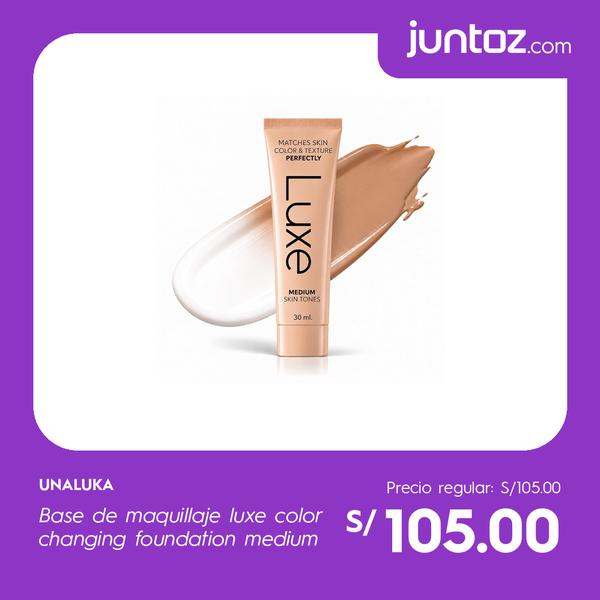 juntoz.com
MATCHES SKIN
COLOR & TEXTURE
PERFECTLY
Luxe
MEDIUM
SKIN TONES
30 ml.
UNALUKA
Base de maquillaje luxe color
changing foundation medium
Precio regular: S/105.00
S/ 105.00